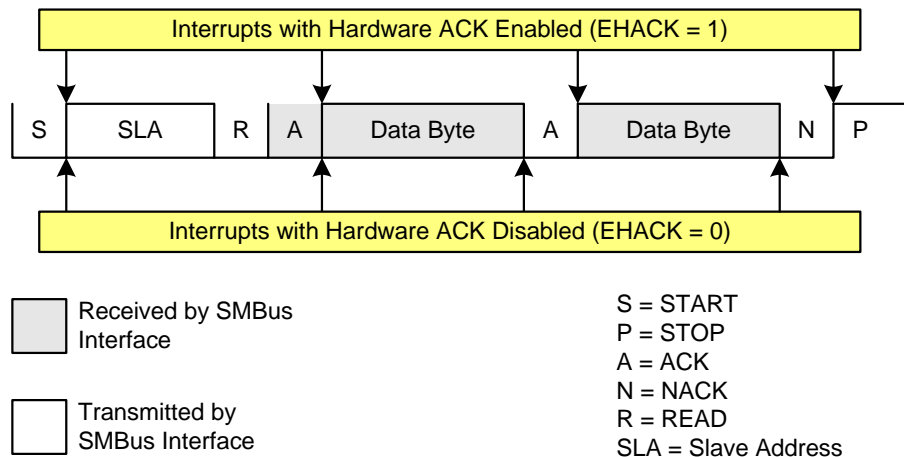 Interrupts with Hardware ACK Enabled (EHACK = 1)
S SLA R A Data Byte A Data Byte N P
Interrupts with Hardware ACK Disabled (EHACK = 0)
Received by SMBus
Interface
Transmitted by
SMBus Interface
S = START
P = STOP
A = ACK
N = NACK
R = READ
SLA = Slave Address